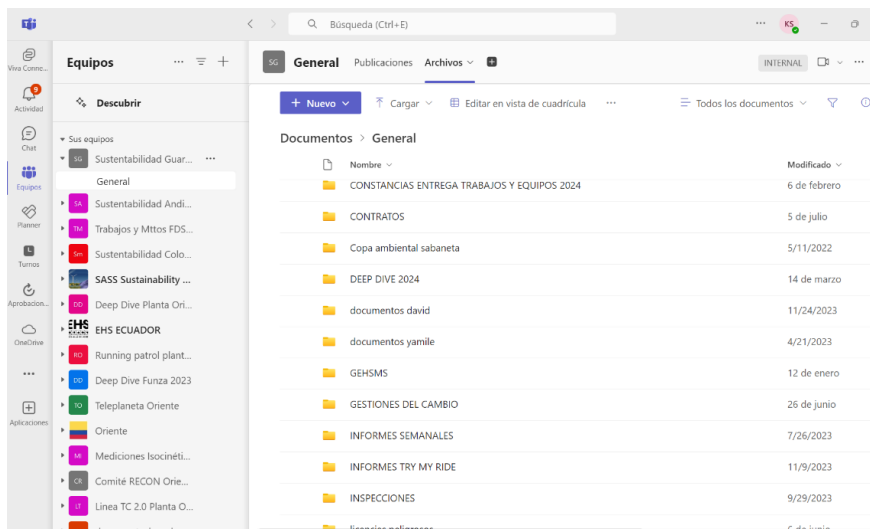 Búsqueda (Ctrl+E)
KS
Viva Conne...
9
Actividad
Chat
Equipos
Planner
Turnos
Aprobacion...
OneDrive
Aplicaciones
Equipos
Descubrir
Sus equipos
SG Sustentabilidad Guar...
General
SA Sustentabilidad Andi...
TM Trabajos y Mttos FDS...
Sm Sustentabilidad Colo...
SASS Sustainability ...
DD Deep Dive Planta Ori...
EHS EHS ECUADOR
RO Running patrol plant...
DD Deep Dive Funza 2023
TO Teleplaneta Oriente
Oriente
MI Mediciones Isocinéti...
CR Comité RECON Orie...
LT Linea TC 2.0 Planta O...
SG General Publicaciones Archivos INTERNAL
+ Nuevo Cargar Editar en vista de cuadrícula ... Todos los documentos
Documentos > General
Nombre Modificado
CONSTANCIAS ENTREGA TRABAJOS Y EQUIPOS 2024 6 de febrero
CONTRATOS 5 de julio
Copa ambiental sabaneta 5/11/2022
DEEP DIVE 2024 14 de marzo
documentos david 11/24/2023
documentos yamile 4/21/2023
GEHSMS 12 de enero
GESTIONES DEL CAMBIO 26 de junio
INFORMES SEMANALES 7/26/2023
INFORMES TRY MY RIDE 11/9/2023
INSPECCIONES 9/29/2023